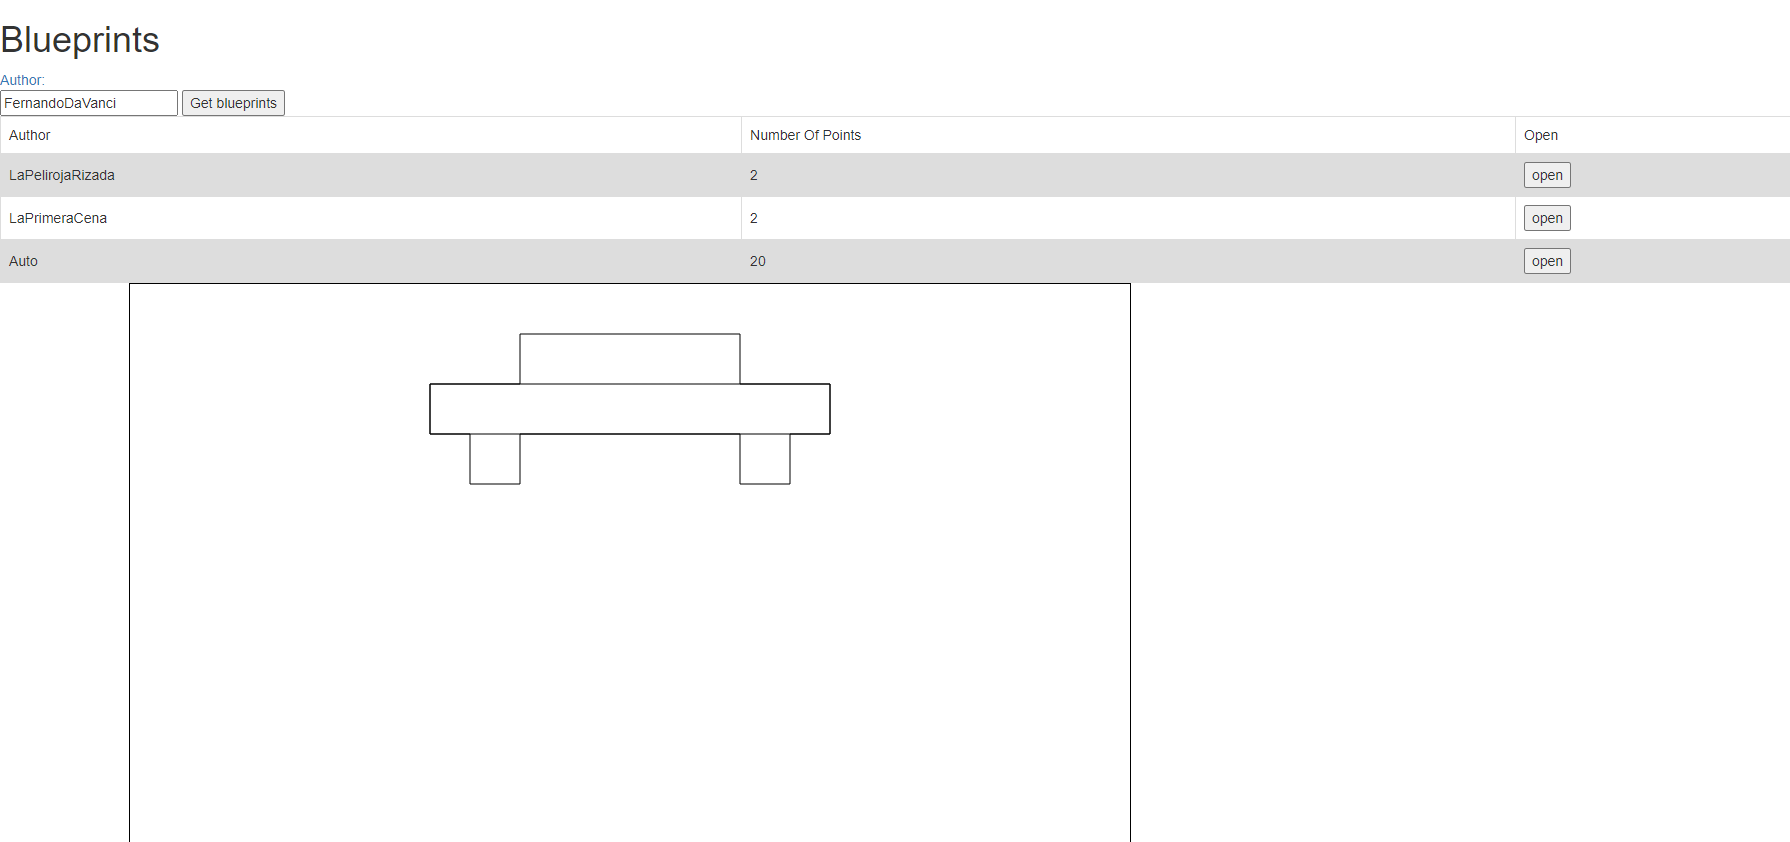 Blueprints
Author:
FernandoDaVanci Get blueprints
Author Number Of Points Open
LaPelirojaRizada 2 open
LaPrimeraCena 2 open
Auto 20 open